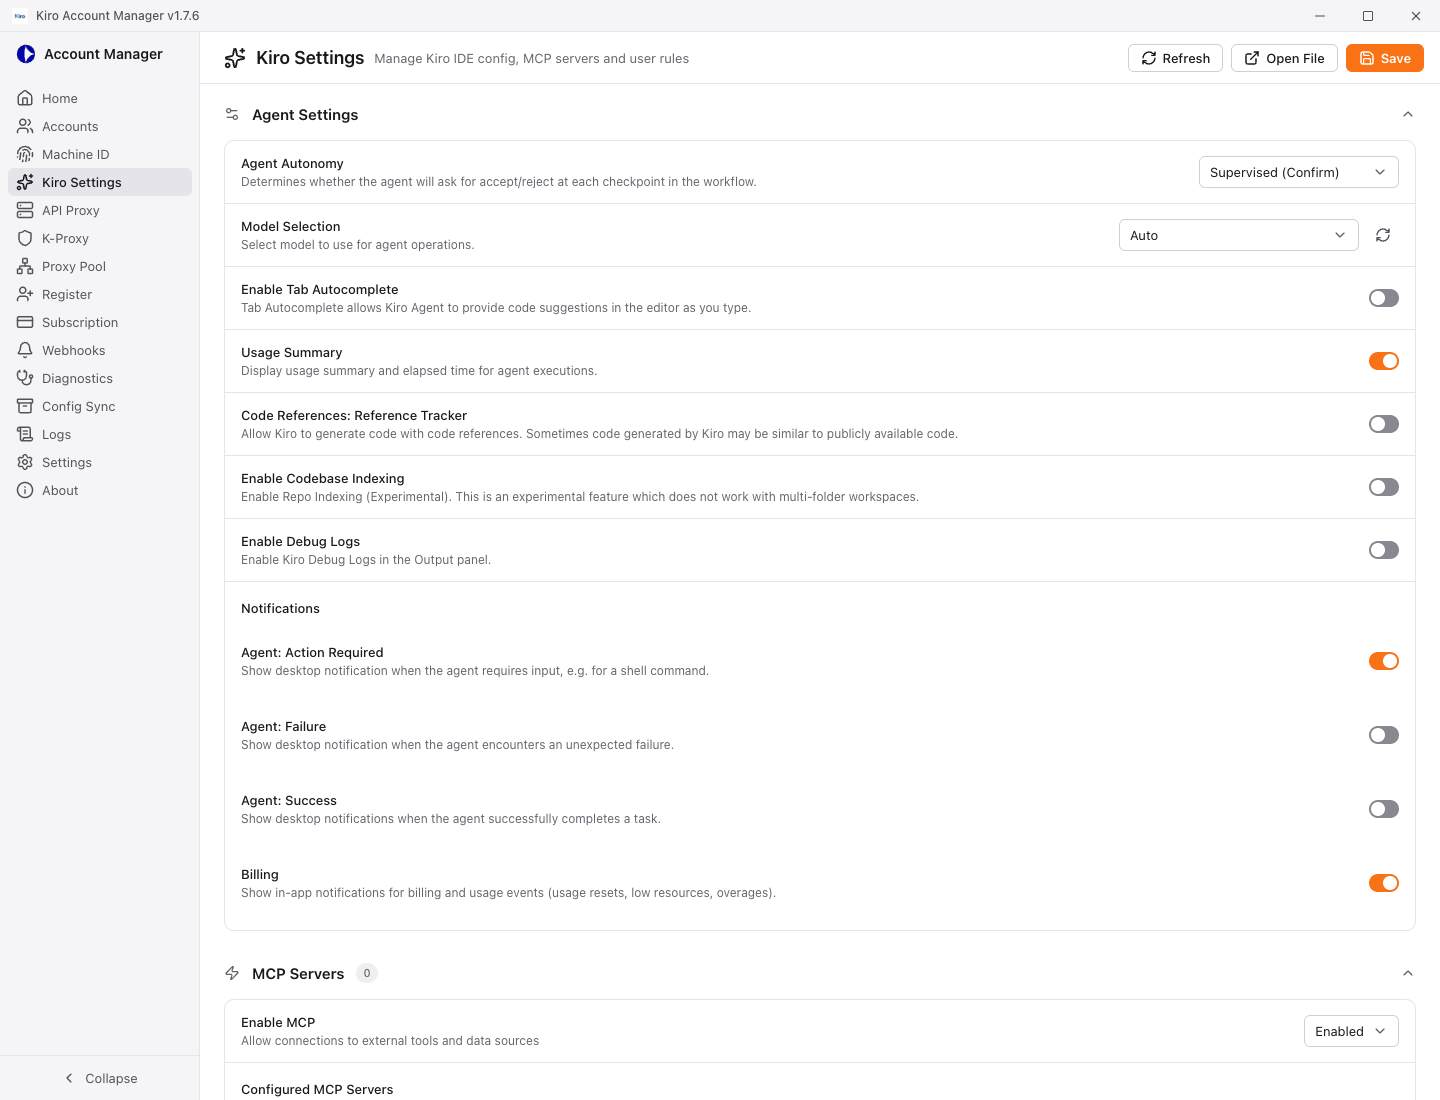 Kiro Account Manager v1.7.6
Account Manager
Home
Accounts
Machine ID
Kiro Settings
API Proxy
K-Proxy
Proxy Pool
Register
Subscription
Webhooks
Diagnostics
Config Sync
Logs
Settings
About
Collapse
Kiro Settings Manage Kiro IDE config, MCP servers and user rules
Refresh
Open File
Save
Agent Settings
Agent Autonomy
Determines whether the agent will ask for accept/reject at each checkpoint in the workflow.
Supervised (Confirm)
Model Selection
Select model to use for agent operations.
Auto
Enable Tab Autocomplete
Tab Autocomplete allows Kiro Agent to provide code suggestions in the editor as you type.
Usage Summary
Display usage summary and elapsed time for agent executions.
Code References: Reference Tracker
Allow Kiro to generate code with code references. Sometimes code generated by Kiro may be similar to publicly available code.
Enable Codebase Indexing
Enable Repo Indexing (Experimental). This is an experimental feature which does not work with multi-folder workspaces.
Enable Debug Logs
Enable Kiro Debug Logs in the Output panel.
Notifications
Agent: Action Required
Show desktop notification when the agent requires input, e.g. for a shell command.
Agent: Failure
Show desktop notification when the agent encounters an unexpected failure.
Agent: Success
Show desktop notifications when the agent successfully completes a task.
Billing
Show in-app notifications for billing and usage events (usage resets, low resources, overages).
MCP Servers 0
Enable MCP
Allow connections to external tools and data sources
Enabled
Configured MCP Servers